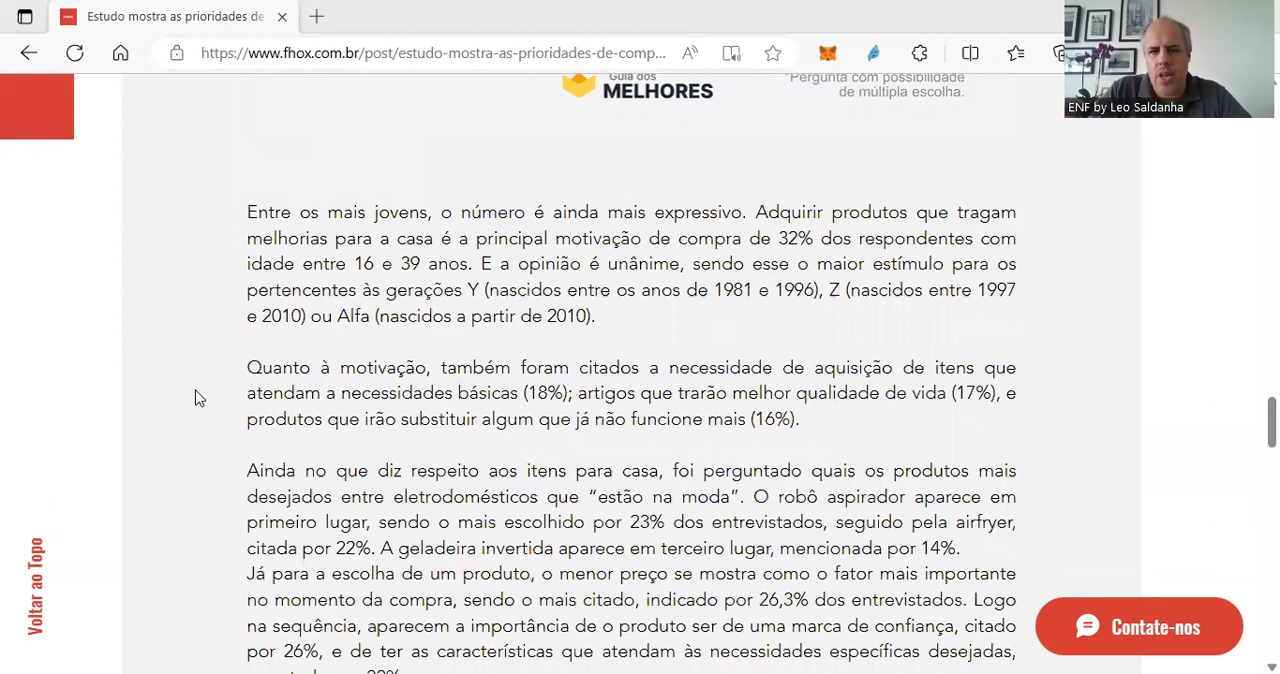 Estudo mostra as prioridades de
https://www.fhox.com.br/post/estudo-mostra-as-prioridades-de-comp...
ENF by Leo Saldanha
Guia dos
MELHORES
*Pergunta com possibilidade
de múltipla escolha.
Entre os mais jovens, o número é ainda mais expressivo. Adquirir produtos que tragam
melhorias para a casa é a principal motivação de compra de 32% dos respondentes com
idade entre 16 e 39 anos. E a opinião é unânime, sendo esse o maior estímulo para os
pertencentes às gerações Y (nascidos entre os anos de 1981 e 1996), Z (nascidos entre 1997
e 2010) ou Alfa (nascidos a partir de 2010).
Quanto à motivação, também foram citados a necessidade de aquisição de itens que
atendam a necessidades básicas (18%); artigos que trarão melhor qualidade de vida (17%), e
produtos que irão substituir algum que já não funcione mais (16%).
Ainda no que diz respeito aos itens para casa, foi perguntado quais os produtos mais
desejados entre eletrodomésticos que “estão na moda”. O robô aspirador aparece em
primeiro lugar, sendo o mais escolhido por 23% dos entrevistados, seguido pela airfryer,
citada por 22%. A geladeira invertida aparece em terceiro lugar, mencionada por 14%.
Já para a escolha de um produto, o menor preço se mostra como o fator mais importante
no momento da compra, sendo o mais citado, indicado por 26,3% dos entrevistados. Logo
na sequência, aparecem a importância de o produto ser de uma marca de confiança, citado
por 26%, e de ter as características que atendam às necessidades específicas desejadas,
Voltar ao Topo
Contate-nos